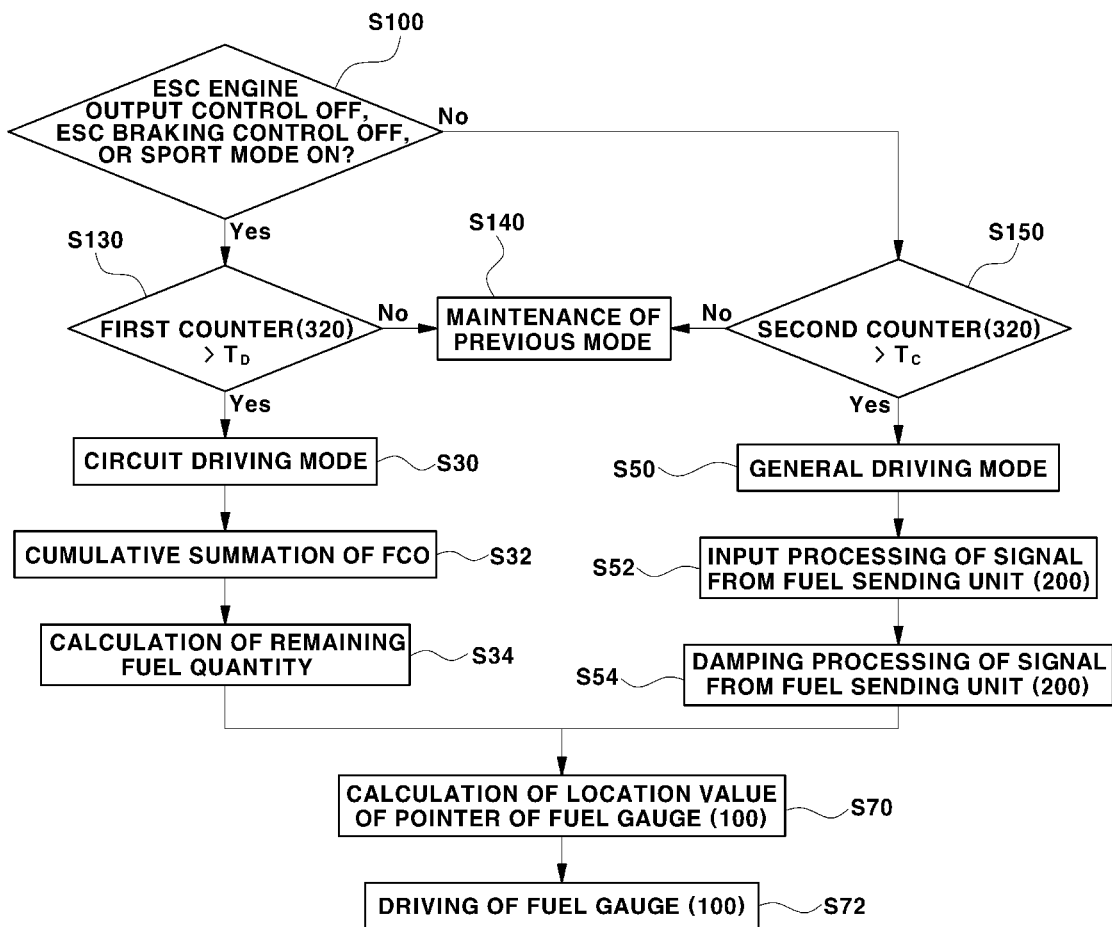 S100
ESC ENGINE
OUTPUT CONTROL OFF,
ESC BRAKING CONTROL OFF,
OR SPORT MODE ON?
No
Yes
S130
FIRST COUNTER(320)
> T_D
No
S140
MAINTENANCE OF
PREVIOUS MODE
No
S150
SECOND COUNTER(320)
> T_C
Yes
Yes
CIRCUIT DRIVING MODE
S30
S50
GENERAL DRIVING MODE
CUMULATIVE SUMMATION OF FCO
S32
S52
INPUT PROCESSING OF SIGNAL
FROM FUEL SENDING UNIT (200)
CALCULATION OF REMAINING
FUEL QUANTITY
S34
S54
DAMPING PROCESSING OF SIGNAL
FROM FUEL SENDING UNIT (200)
CALCULATION OF LOCATION VALUE
OF POINTER OF FUEL GAUGE (100)
S70
DRIVING OF FUEL GAUGE (100)
S72